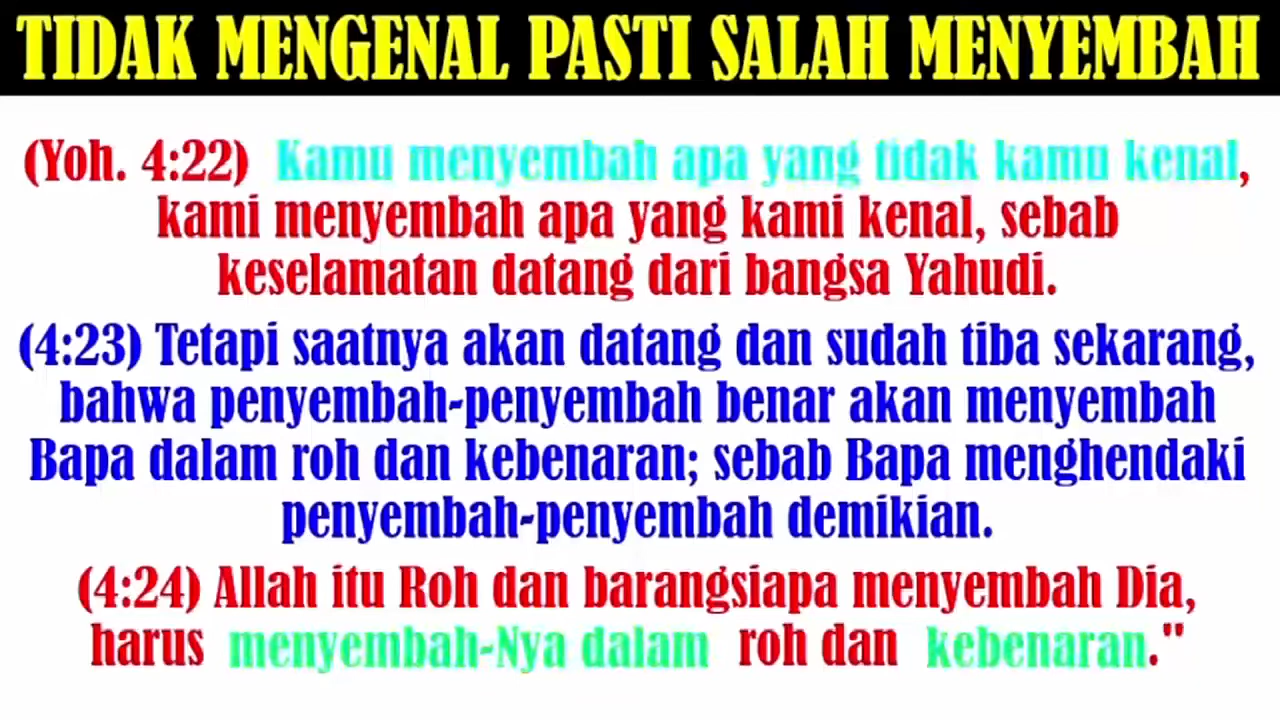 TIDAK MENGENAL PASTI SALAH MENYEMBAH
(Yoh. 4:22) Kamu menyembah apa yang tidak kamu kenal,
kami menyembah apa yang kami kenal, sebab
keselamatan datang dari bangsa Yahudi.
(4:23) Tetapi saatnya akan datang dan sudah tiba sekarang,
bahwa penyembah-penyembah benar akan menyembah
Bapa dalam roh dan kebenaran; sebab Bapa menghendaki
penyembah-penyembah demikian.
(4:24) Allah itu Roh dan barangsiapa menyembah Dia,
harus menyembah-Nya dalam roh dan kebenaran."